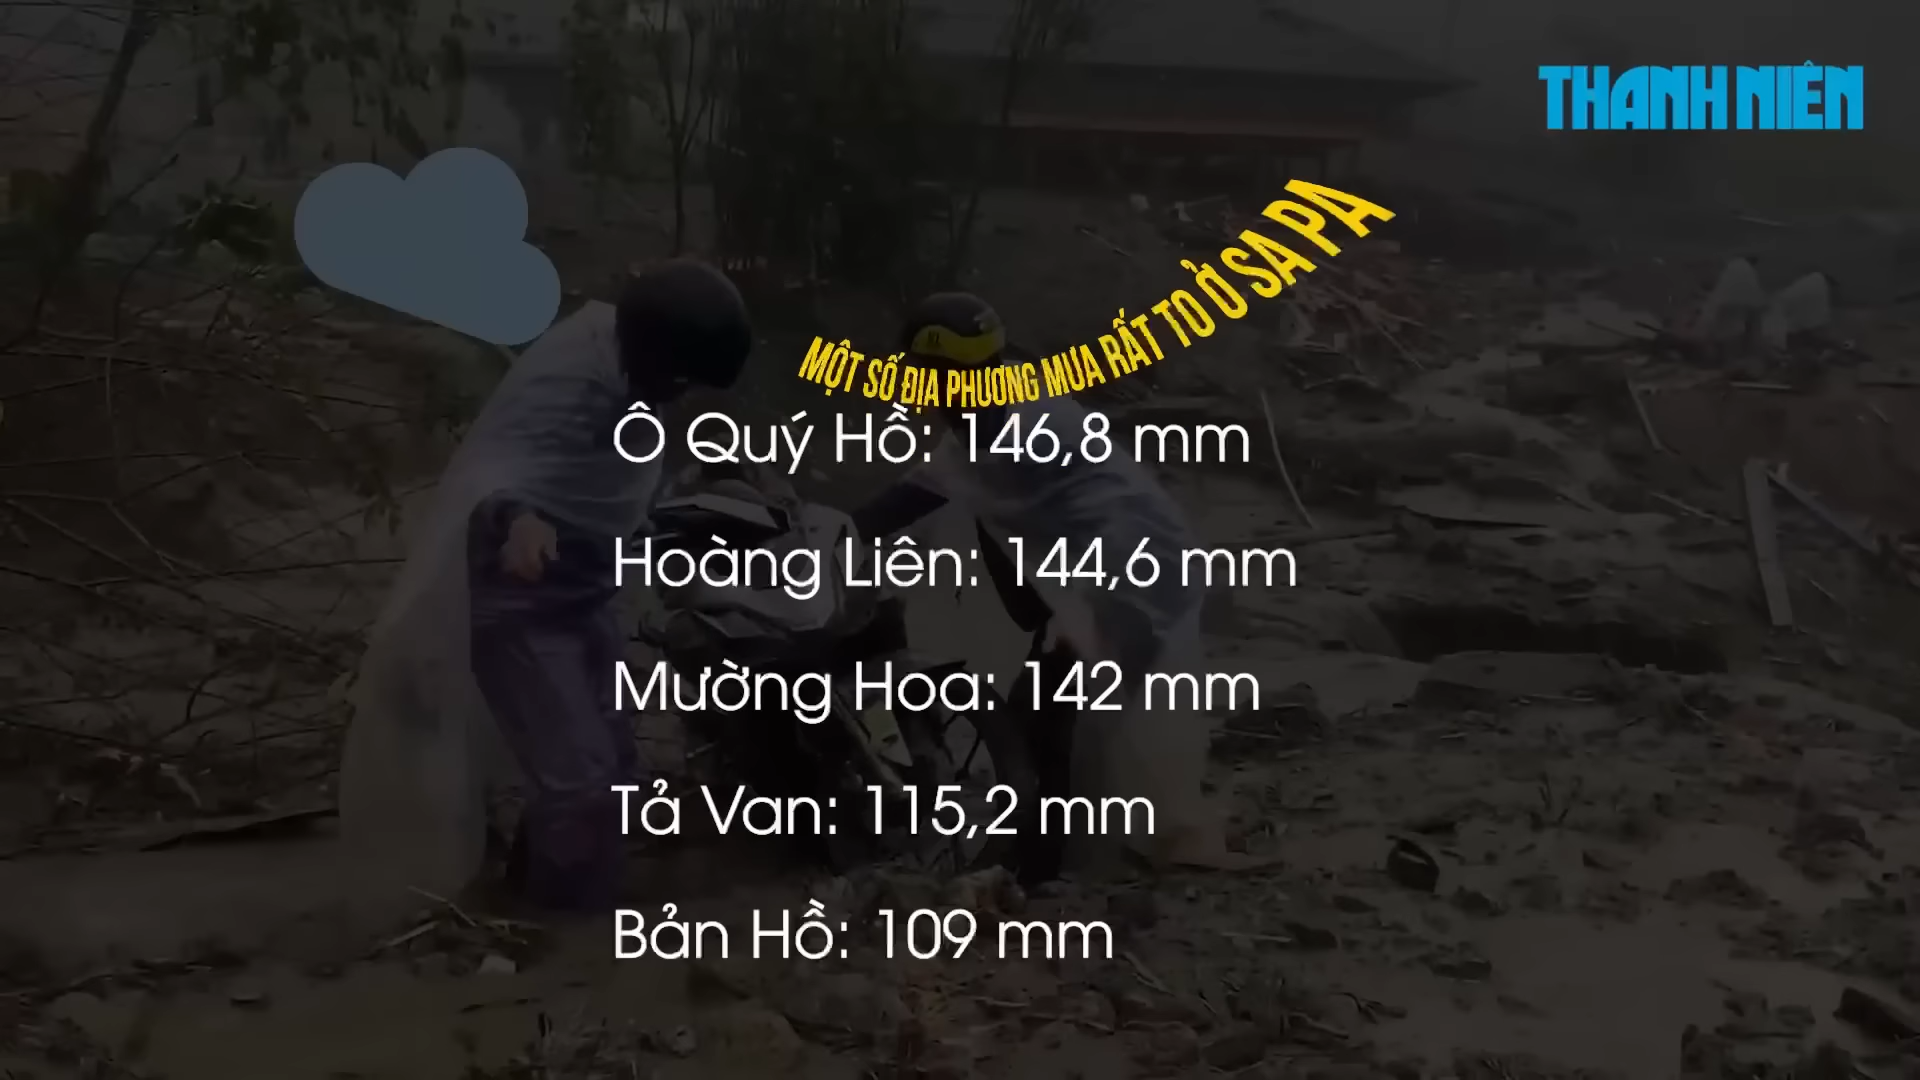 THANH NIÊN
MỘT SỐ ĐỊA PHƯƠNG MƯA RẤT TO Ở SA PA
Ô Quý Hồ: 146,8 mm
Hoàng Liên: 144,6 mm
Mường Hoa: 142 mm
Tả Van: 115,2 mm
Bản Hồ: 109 mm